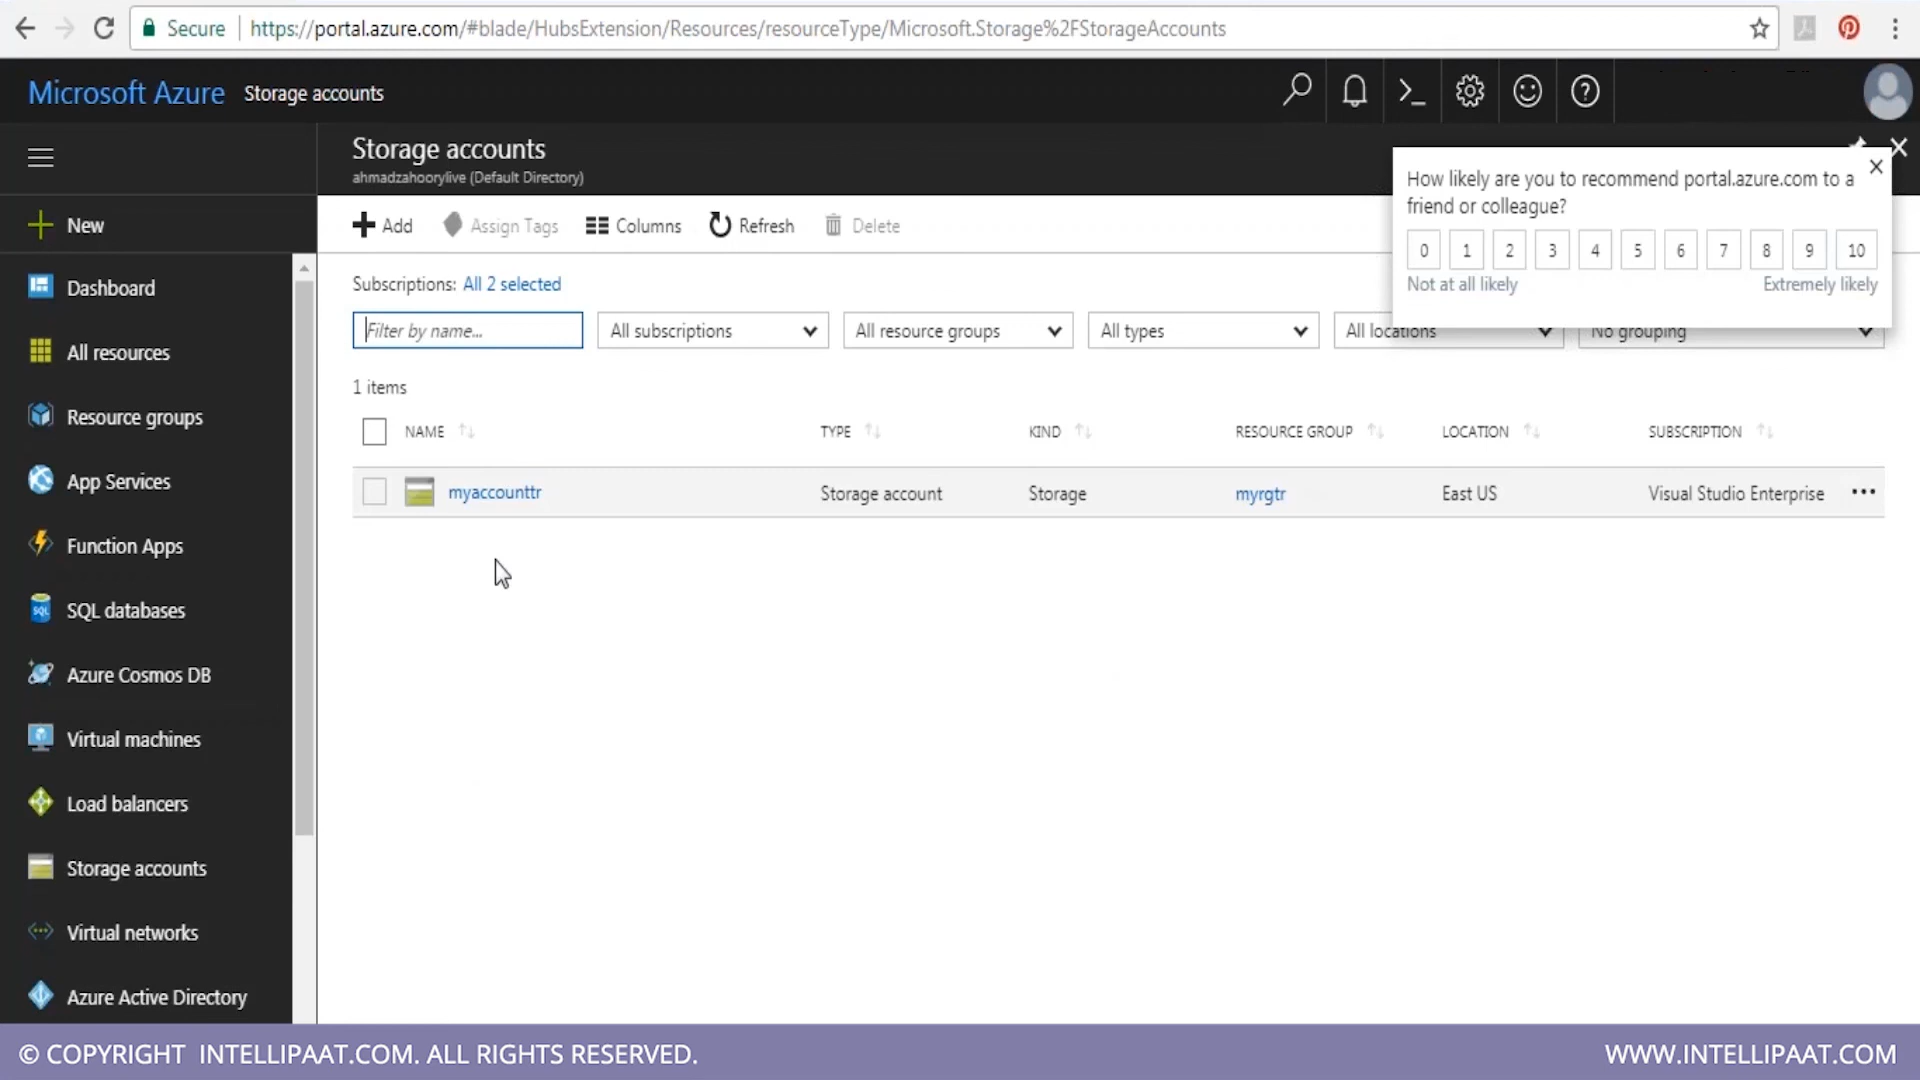 Secure https://portal.azure.com/#blade/HubsExtension/Resources/resourceType/Microsoft.Storage%2FStorageAccounts
Microsoft Azure Storage accounts
Storage accounts
ahmadzahoorylive (Default Directory)
How likely are you to recommend portal.azure.com to a
friend or colleague?
0 1 2 3 4 5 6 7 8 9 10
Not at all likely Extremely likely
New
Add Assign Tags Columns Refresh Delete
Subscriptions: All 2 selected
Filter by name... All subscriptions All resource groups All types All locations No grouping
1 items
NAME TYPE KIND RESOURCE GROUP LOCATION SUBSCRIPTION
myaccounttr Storage account Storage myrgtr East US Visual Studio Enterprise
Dashboard
All resources
Resource groups
App Services
Function Apps
SQL databases
Azure Cosmos DB
Virtual machines
Load balancers
Storage accounts
Virtual networks
Azure Active Directory
© COPYRIGHT INTELLIPAAT.COM. ALL RIGHTS RESERVED. WWW.INTELLIPAAT.COM